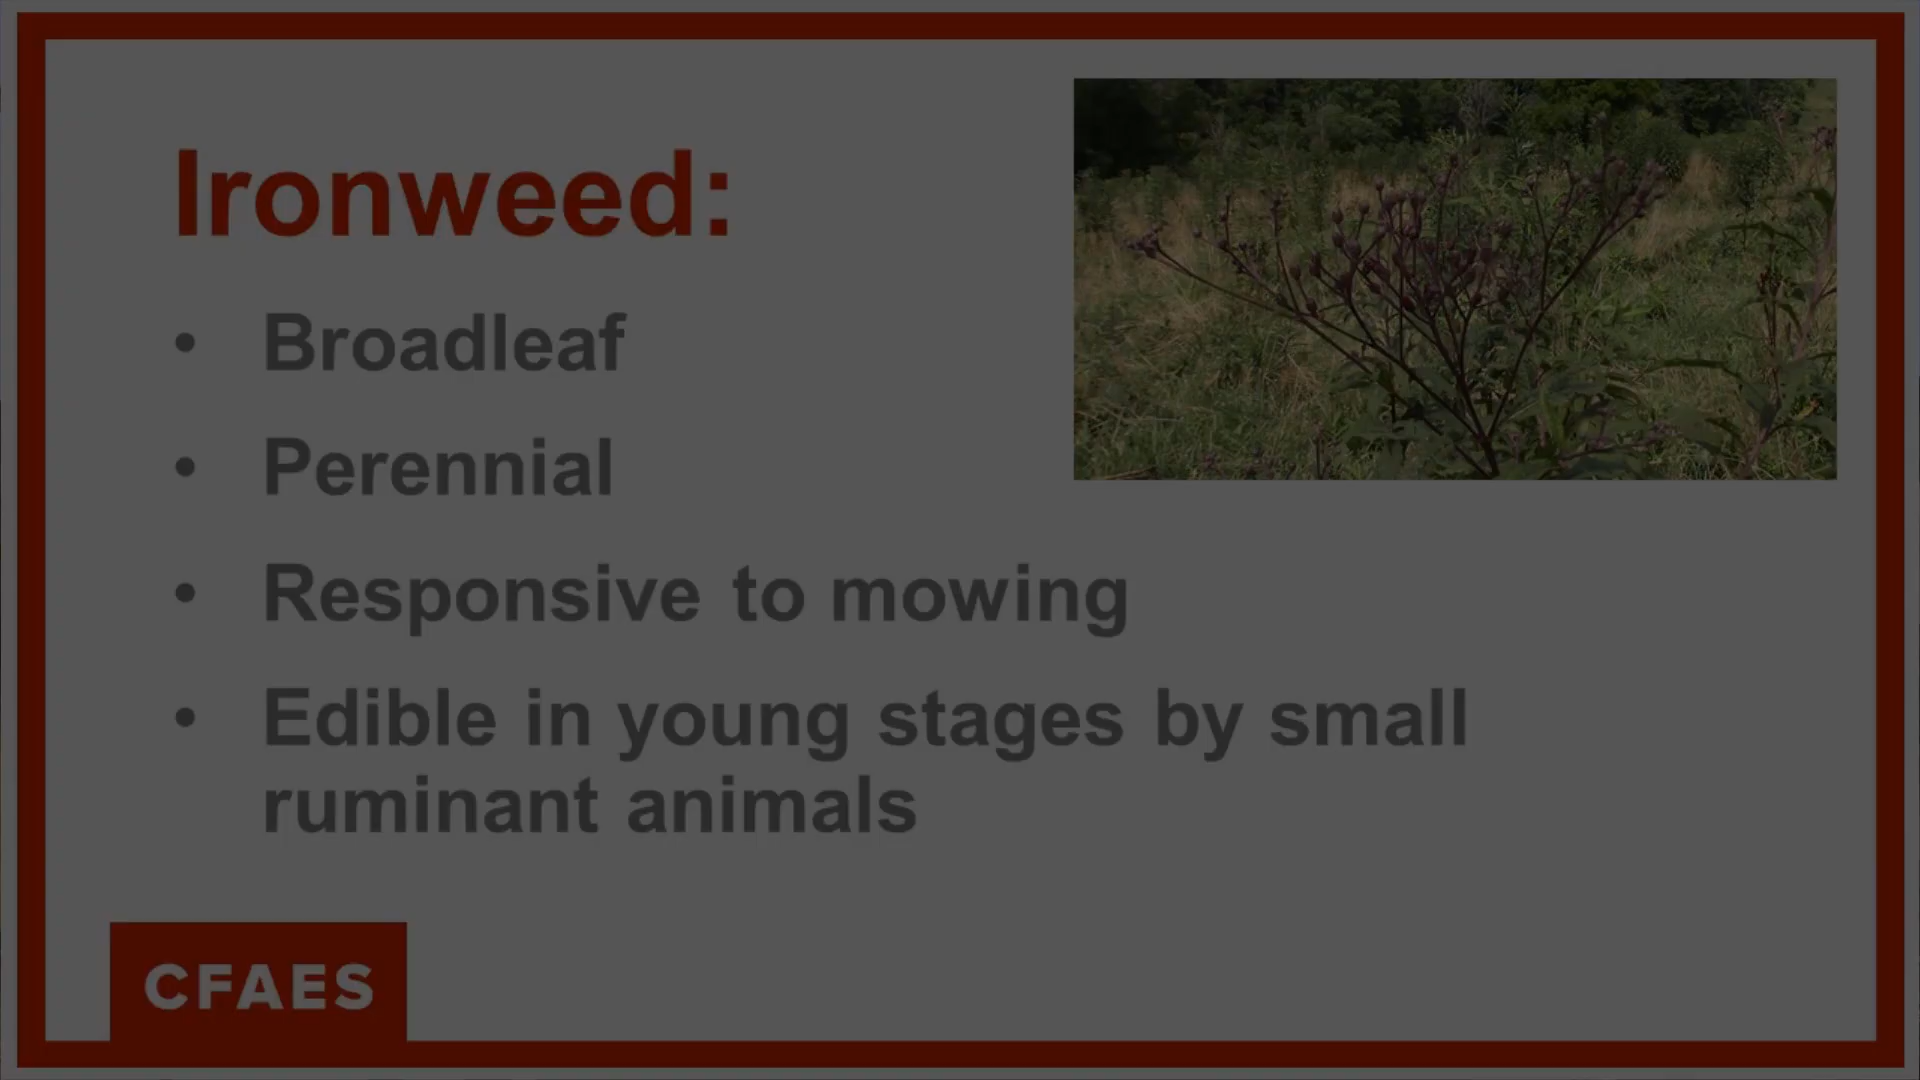 Ironweed:
• Broadleaf
• Perennial
• Responsive to mowing
• Edible in young stages by small
ruminant animals
CFAES